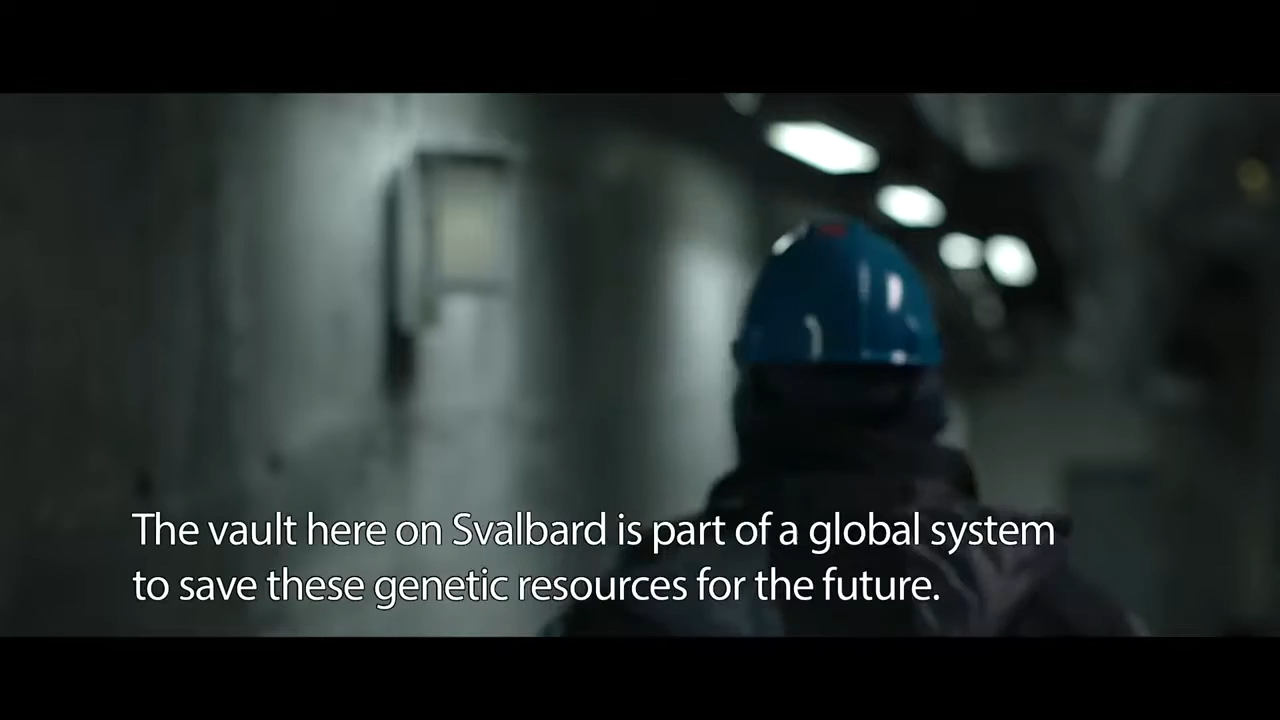 The vault here on Svalbard is part of a global system
to save these genetic resources for the future.